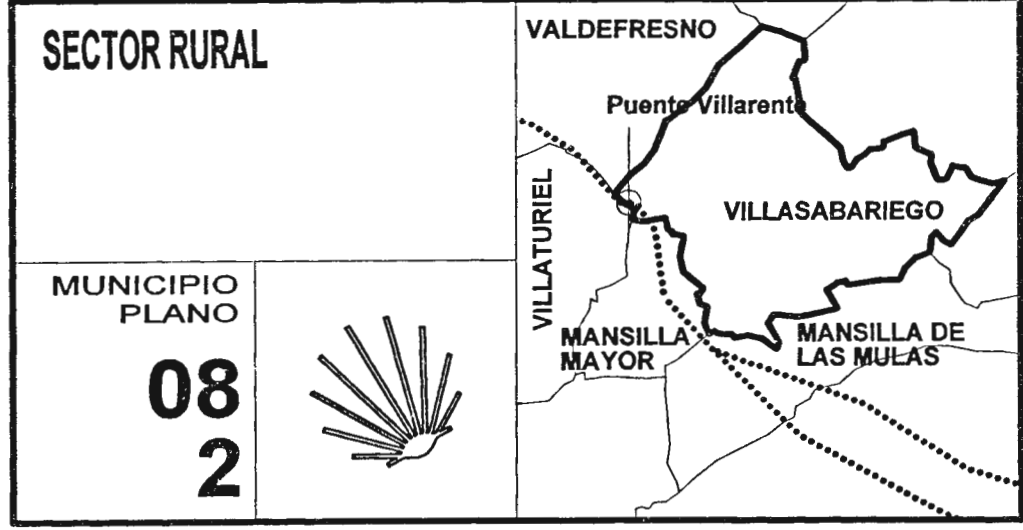 SECTOR RURAL
MUNICIPIO
PLANO
08
2
VALDEFRESNO
Puente Villarente
VILLATURIEL
VILLASABARIEGO
MANSILLA
MAYOR
MANSILLA DE
LAS MULAS